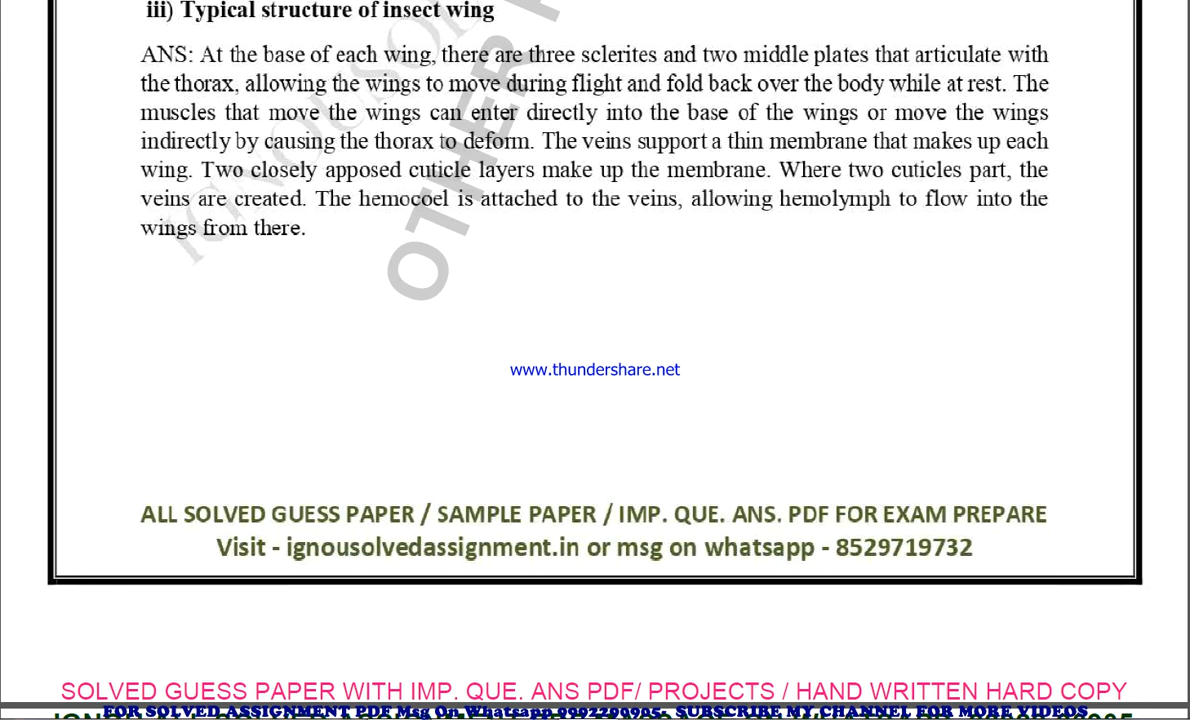 iii) Typical structure of insect wing
ANS: At the base of each wing, there are three sclerites and two middle plates that articulate with
the thorax, allowing the wings to move during flight and fold back over the body while at rest. The
muscles that move the wings can enter directly into the base of the wings or move the wings
indirectly by causing the thorax to deform. The veins support a thin membrane that makes up each
wing. Two closely apposed cuticle layers make up the membrane. Where two cuticles part, the
veins are created. The hemocoel is attached to the veins, allowing hemolymph to flow into the
wings from there.
OTHER
www.thundershare.net
ALL SOLVED GUESS PAPER / SAMPLE PAPER / IMP. QUE. ANS. PDF FOR EXAM PREPARE
Visit - ignousolvedassignment.in or msg on whatsapp - 8529719732
SOLVED GUESS PAPER WITH IMP. QUE. ANS PDF/ PROJECTS / HAND WRITTEN HARD COPY
FOR SOLVED ASSIGNMENT PDF Msg On Whatsapp 9992299905; SUBSCRIBE MY CHANNEL FOR MORE VIDEOS